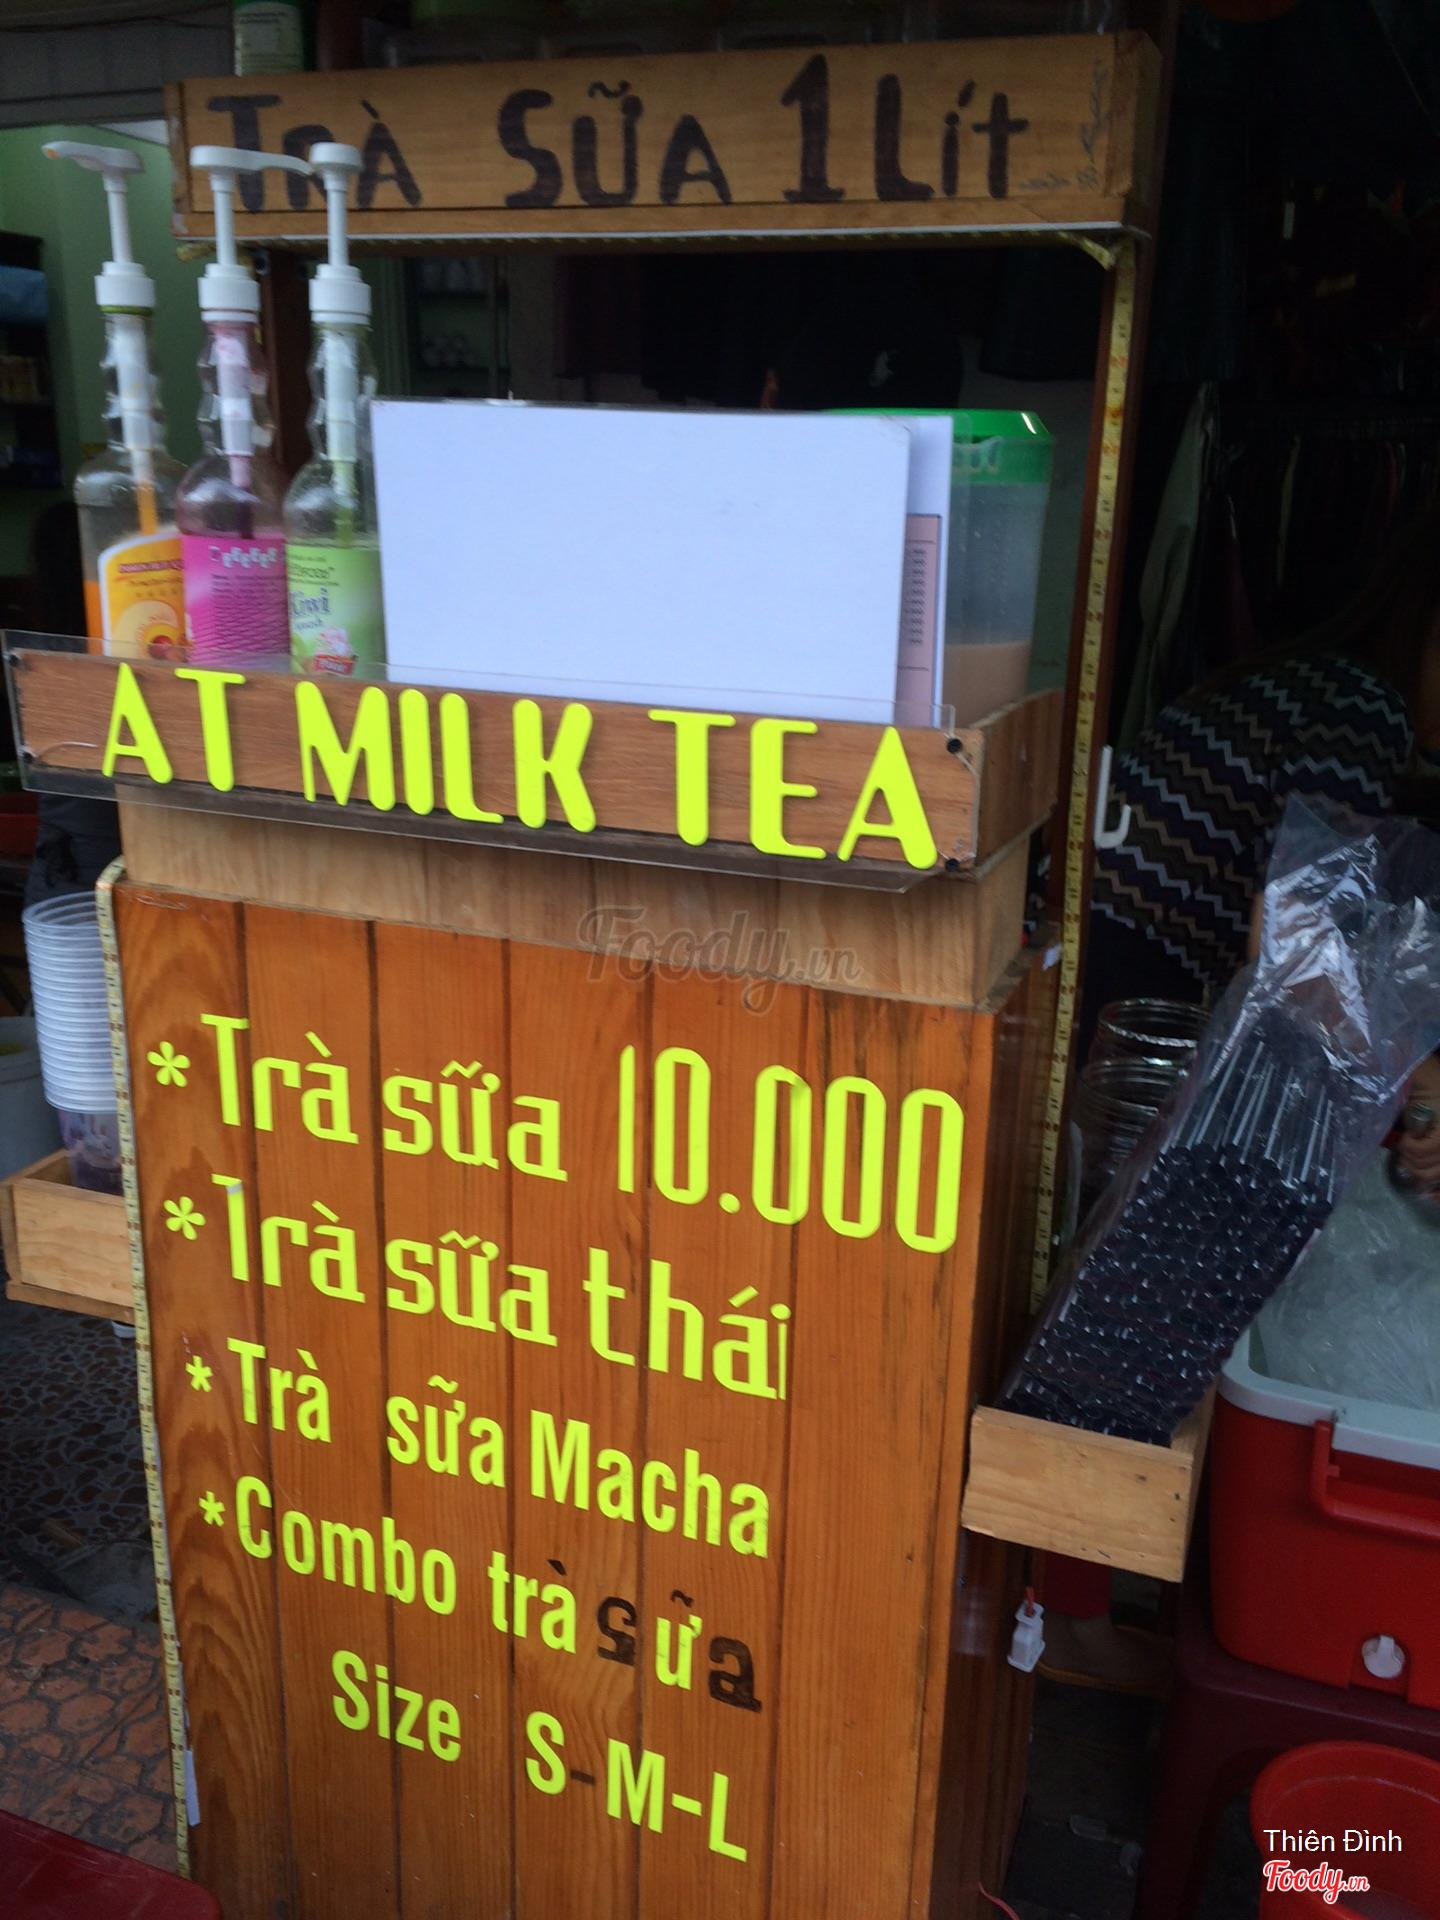 Trà Sữa 1 Lít
Kiwi
AT MILK TEA
Foody.vn
* Trà sữa 10.000
* Trà sữa thái
* Trà sữa Macha
* Combo trà sữa
Size S-M-L
Thiên Đình
Foody.vn